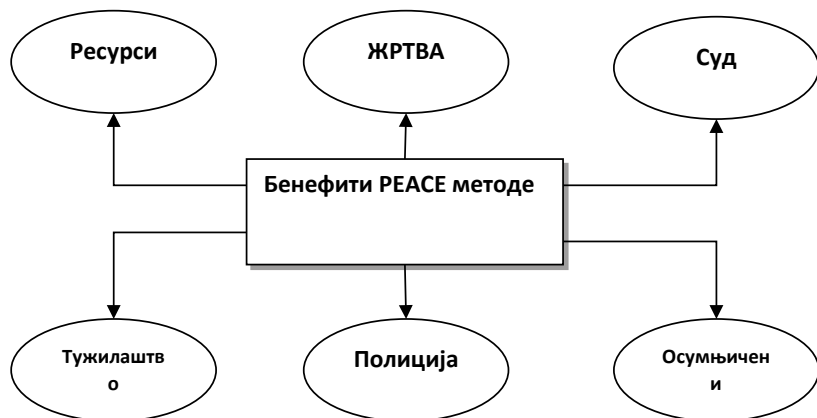 Ресурси
ЖРТВА
Суд
Бенефити PEACE методе
Тужилаштв
о
Полиција
Осумњичен
и